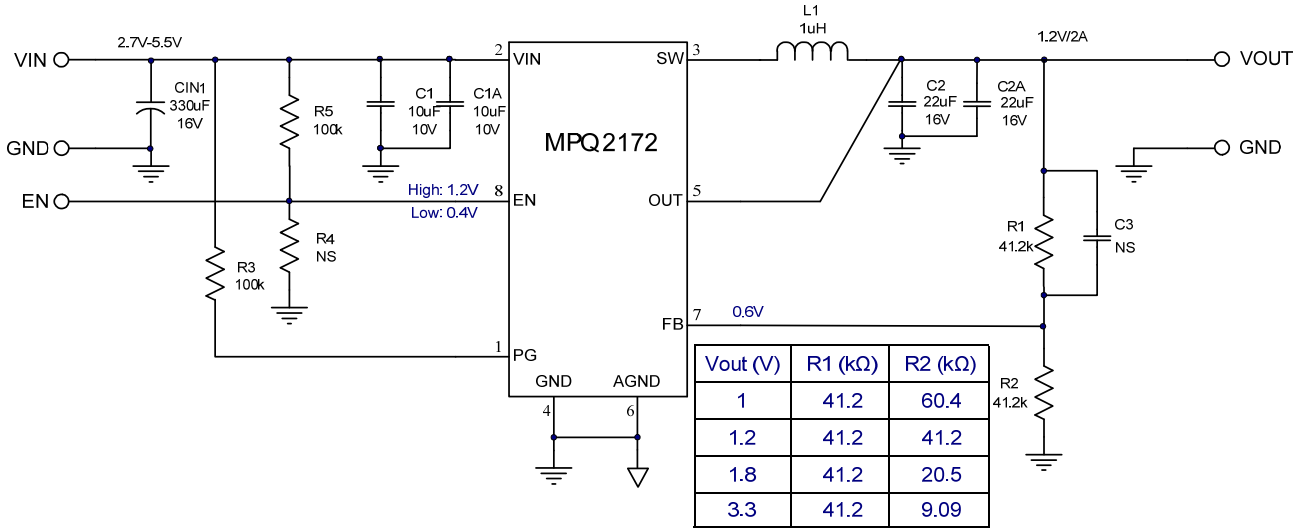 L1
1uH
2.7V-5.5V
1.2V/2A
VIN
2
VIN
SW
3
VOUT
CIN1
330uF
16V
R5
100k
C1
10uF
10V
C1A
10uF
10V
C2
22uF
16V
C2A
22uF
16V
MPQ2172
GND
GND
EN
High: 1.2V
Low: 0.4V
8
EN
OUT
5
R4
NS
R1
41.2k
C3
NS
R3
100k
FB
7
0.6V
1
PG
GND
AGND
4
6
Vout (V) R1 (kΩ) R2 (kΩ)
1 41.2 60.4
1.2 41.2 41.2
1.8 41.2 20.5
3.3 41.2 9.09
R2
41.2k